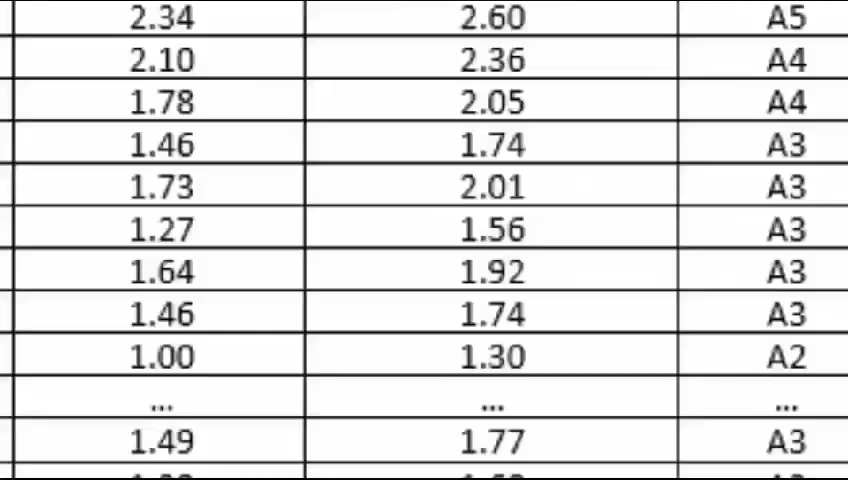 2.34 2.60 A5
2.10 2.36 A4
1.78 2.05 A4
1.46 1.74 A3
1.73 2.01 A3
1.27 1.56 A3
1.64 1.92 A3
1.46 1.74 A3
1.00 1.30 A2
... ... ...
1.49 1.77 A3